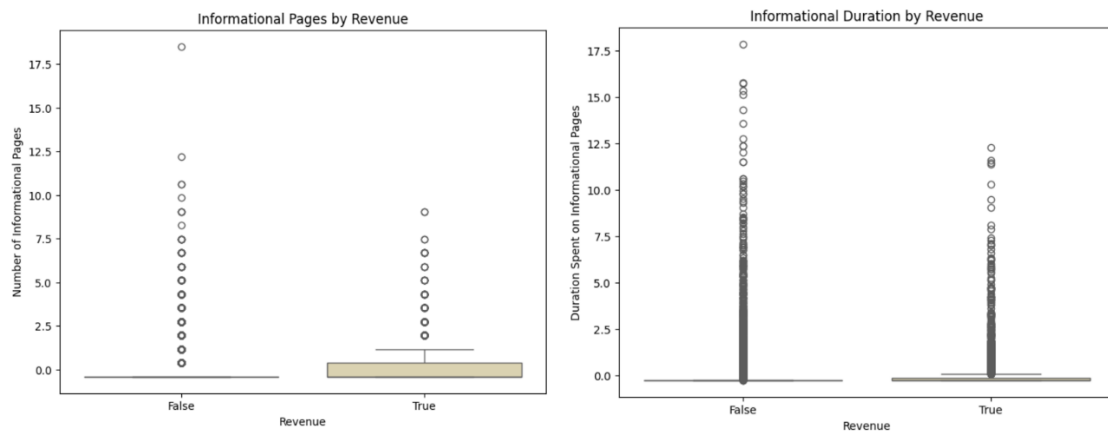 Informational Pages by Revenue
Number of Informational Pages
17.5
15.0
12.5
10.0
7.5
5.0
2.5
0.0
False
True
Revenue
Informational Duration by Revenue
Duration Spent on Informational Pages
17.5
15.0
12.5
10.0
7.5
5.0
2.5
0.0
False
True
Revenue